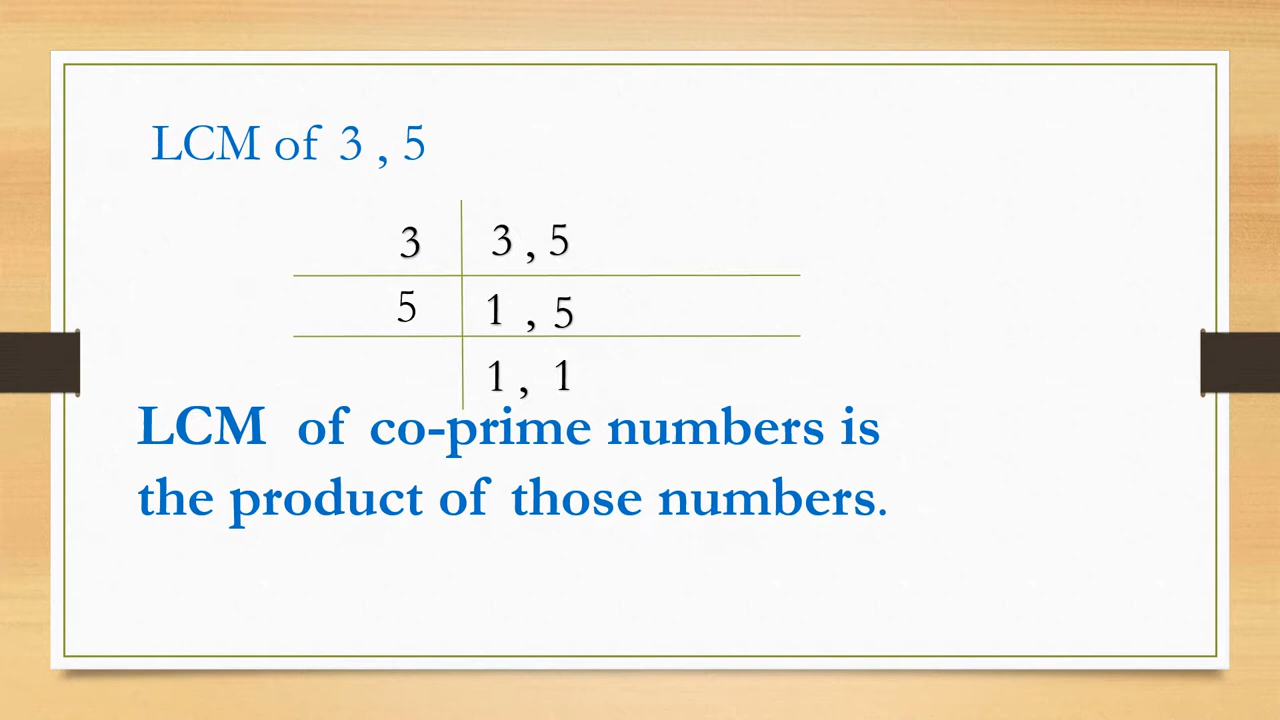 LCM of 3 , 5
3 3 , 5
5 1 , 5
1 , 1
LCM of co-prime numbers is
the product of those numbers.